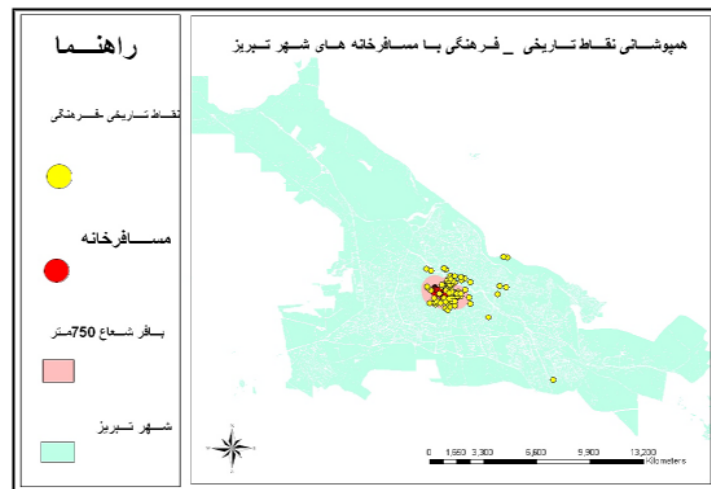 همپوشانی نقاط تاریخی _ فرهنگی با مسافرخانه های شهر تبریز
راهنما
نقاط تاریخی -فرهنگی
مسافرخانه
بافر شعاع 750متر
شهر تبریز
0 1,650 3,300 6,600 9,900 13,200
Kilometers